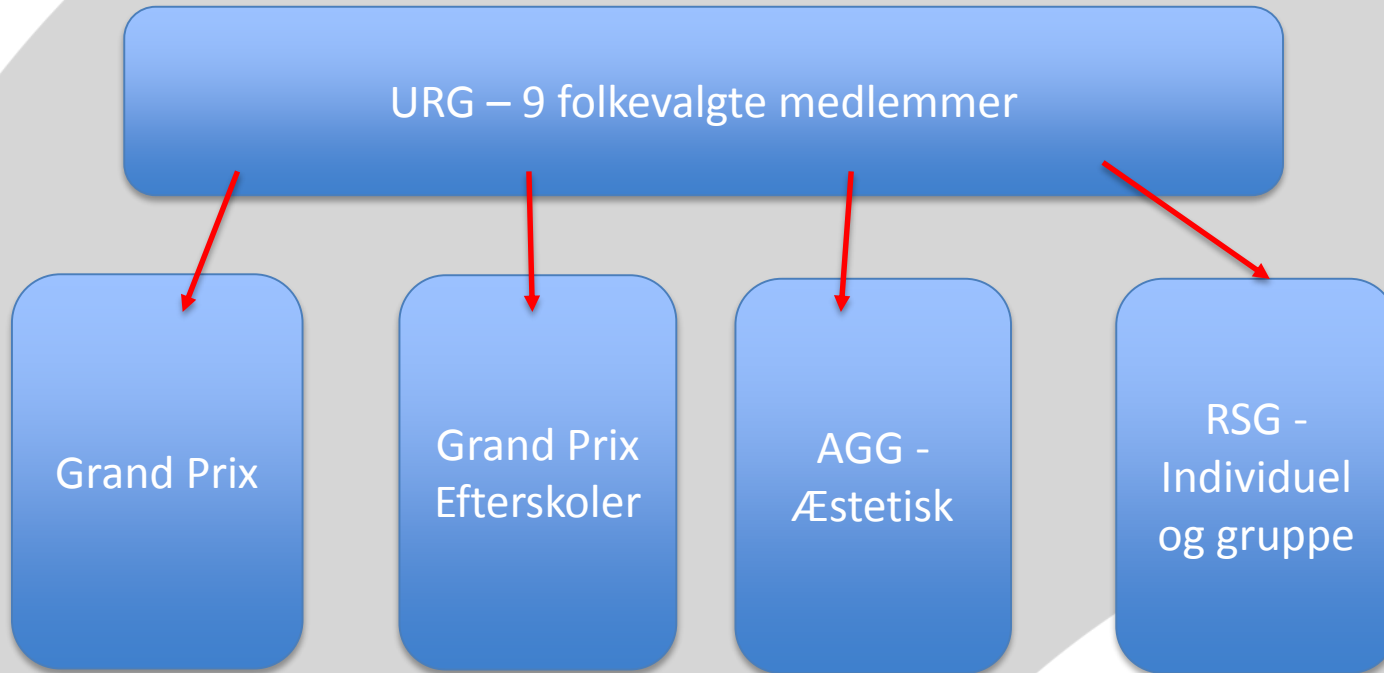 URG – 9 folkevalgte medlemmer
Grand Prix
Grand Prix
Efterskoler
AGG -
Æstetisk
RSG -
Individuel
og gruppe